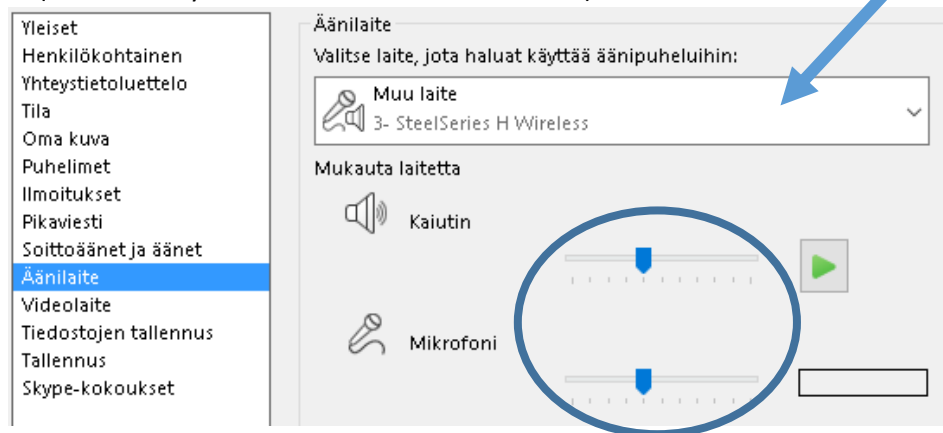 Yleiset
Henkilökohtainen
Yhteystietoluettelo
Tila
Oma kuva
Puhelimet
Ilmoitukset
Pikaviesti
Soittoäänet ja äänet
Äänilaite
Videolaite
Tiedostojen tallennus
Tallennus
Skype-kokoukset
Äänilaite
Valitse laite, jota haluat käyttää äänipuheluihin:
Muu laite
3- SteelSeries H Wireless
Mukauta laitetta
Kaiutin
Mikrofoni